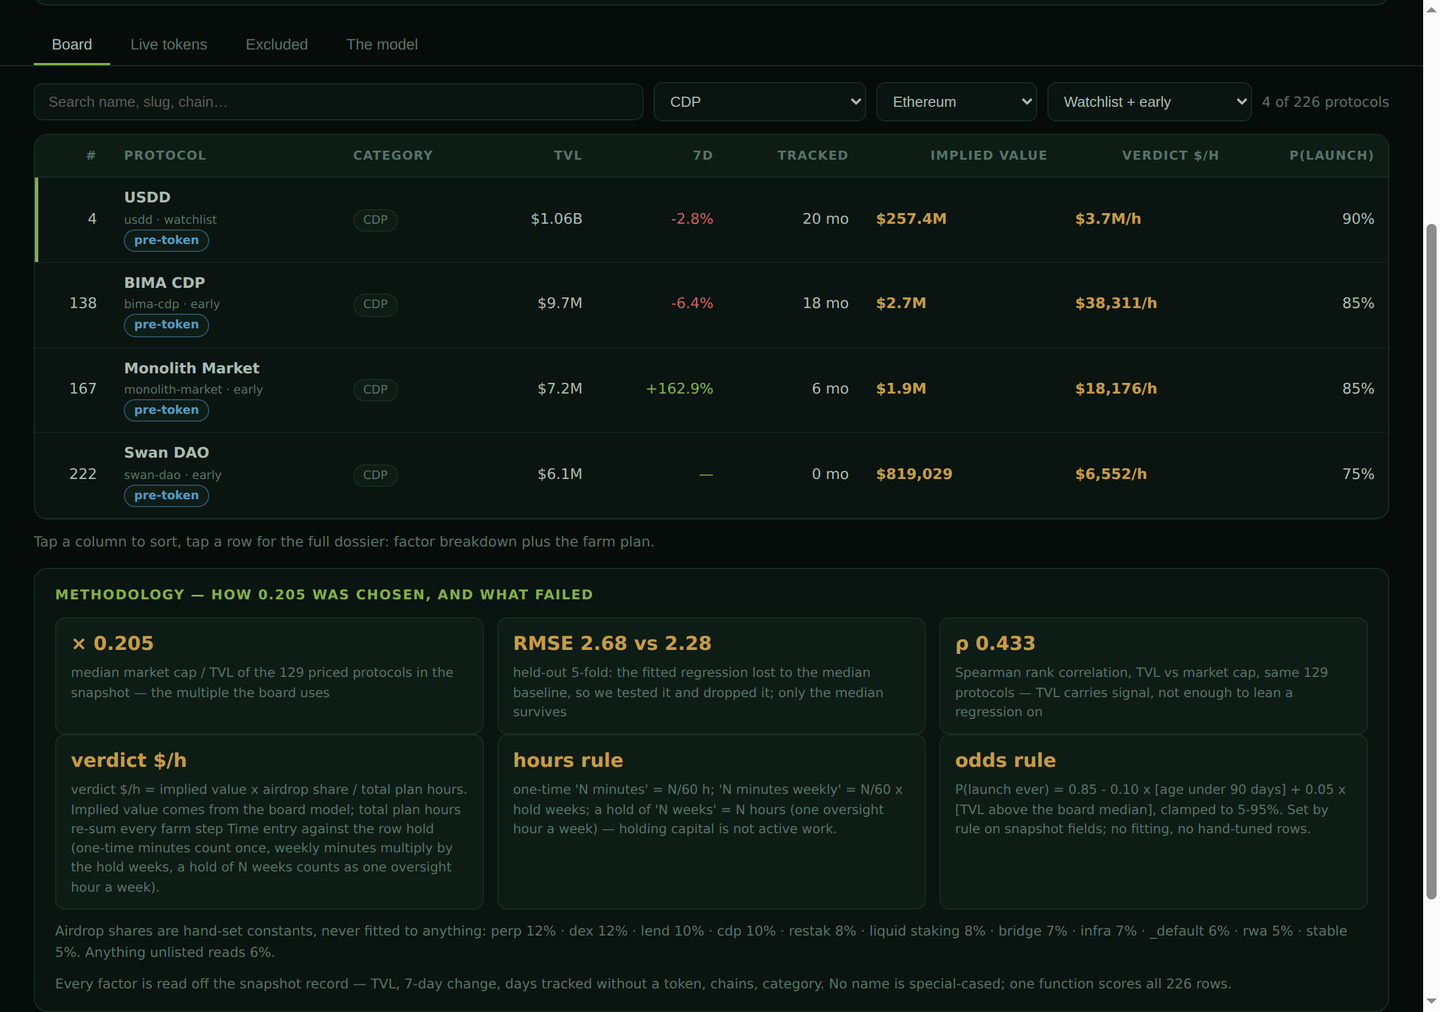 Board Live tokens Excluded The model
Search name, slug, chain… CDP Ethereum Watchlist + early 4 of 226 protocols
# PROTOCOL CATEGORY TVL 7D TRACKED IMPLIED VALUE VERDICT $/H P(LAUNCH)
USDD
4 usdd · watchlist CDP $1.06B -2.8% 20 mo $257.4M $3.7M/h 90%
pre-token
BIMA CDP
138 bima-cdp · early CDP $9.7M -6.4% 18 mo $2.7M $38,311/h 85%
pre-token
Monolith Market
167 monolith-market · early CDP $7.2M +162.9% 6 mo $1.9M $18,176/h 85%
pre-token
Swan DAO
222 swan-dao · early CDP $6.1M — 0 mo $819,029 $6,552/h 75%
pre-token
Tap a column to sort, tap a row for the full dossier: factor breakdown plus the farm plan.
METHODOLOGY — HOW 0.205 WAS CHOSEN, AND WHAT FAILED
× 0.205
median market cap / TVL of the 129 priced protocols in the
snapshot — the multiple the board uses
RMSE 2.68 vs 2.28
held-out 5-fold: the fitted regression lost to the median
baseline, so we tested it and dropped it; only the median
survives
ρ 0.433
Spearman rank correlation, TVL vs market cap, same 129
protocols — TVL carries signal, not enough to lean a
regression on
verdict $/h
verdict $/h = implied value x airdrop share / total plan hours.
Implied value comes from the board model; total plan hours
re-sum every farm step Time entry against the row hold
(one-time minutes count once, weekly minutes multiply by
the hold weeks, a hold of N weeks counts as one oversight
hour a week).
hours rule
one-time 'N minutes' = N/60 h; 'N minutes weekly' = N/60 x
hold weeks; a hold of 'N weeks' = N hours (one oversight
hour a week) — holding capital is not active work.
odds rule
P(launch ever) = 0.85 - 0.10 x [age under 90 days] + 0.05 x
[TVL above the board median], clamped to 5-95%. Set by
rule on snapshot fields; no fitting, no hand-tuned rows.
Airdrop shares are hand-set constants, never fitted to anything: perp 12% · dex 12% · lend 10% · cdp 10% · restak 8% · liquid staking 8% · bridge 7% · infra 7% · _default 6% · rwa 5% · stable
5%. Anything unlisted reads 6%.
Every factor is read off the snapshot record — TVL, 7-day change, days tracked without a token, chains, category. No name is special-cased; one function scores all 226 rows.